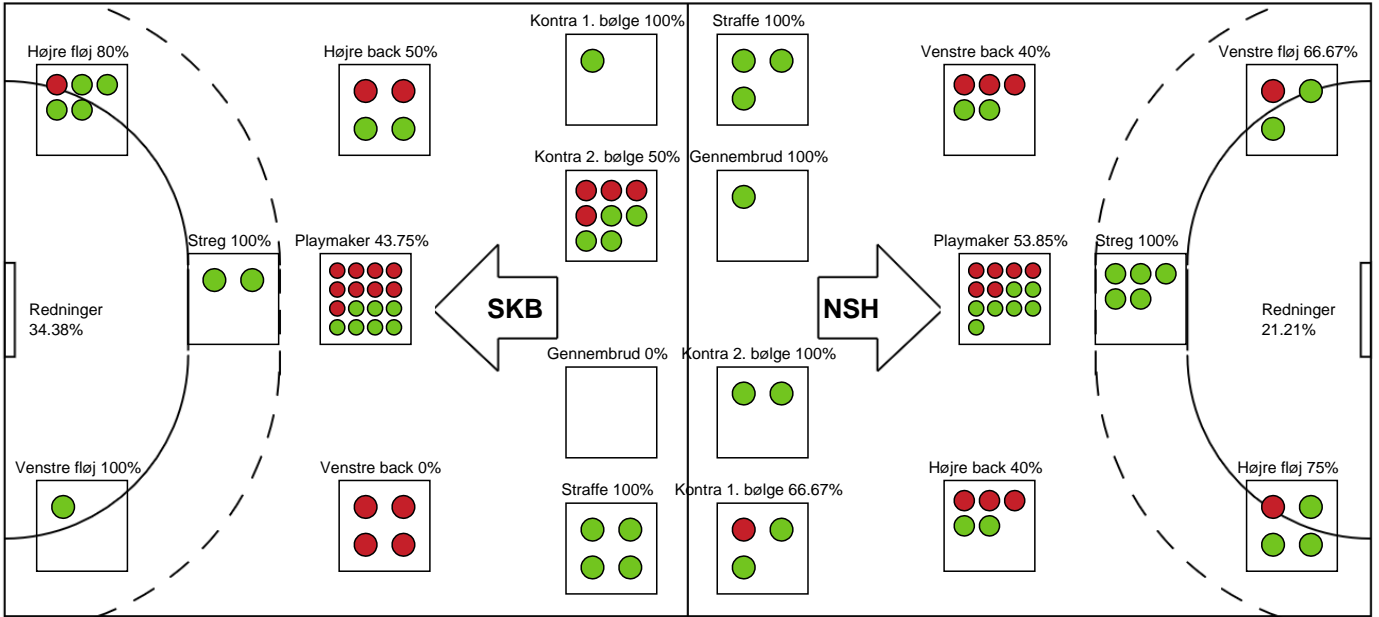 Kontra 1. bølge 100%
Straffe 100%
Højre fløj 80%
Højre back 50%
Venstre back 40%
Venstre fløj 66.67%
Kontra 2. bølge 50%
Gennembrud 100%
Streg 100%
Playmaker 43.75%
Playmaker 53.85%
Streg 100%
Redninger
34.38%
SKB
NSH
Redninger
21.21%
Gennembrud 0%
Kontra 2. bølge 100%
Venstre fløj 100%
Venstre back 0%
Straffe 100%
Kontra 1. bølge 66.67%
Højre back 40%
Højre fløj 75%